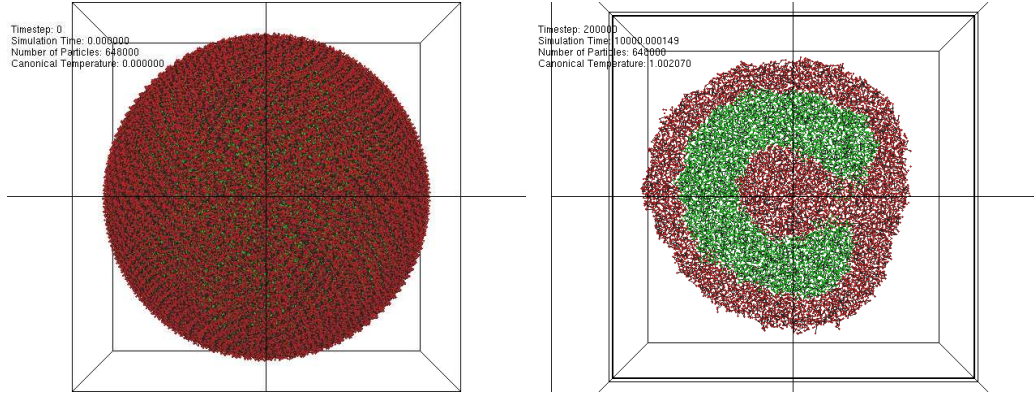 Timestep: 0
Simulation Time: 0.000000
Number of Particles: 648000
Canonical Temperature: 0.000000
Timestep: 200000
Simulation Time: 10000.000149
Number of Particles: 648000
Canonical Temperature: 1.002070